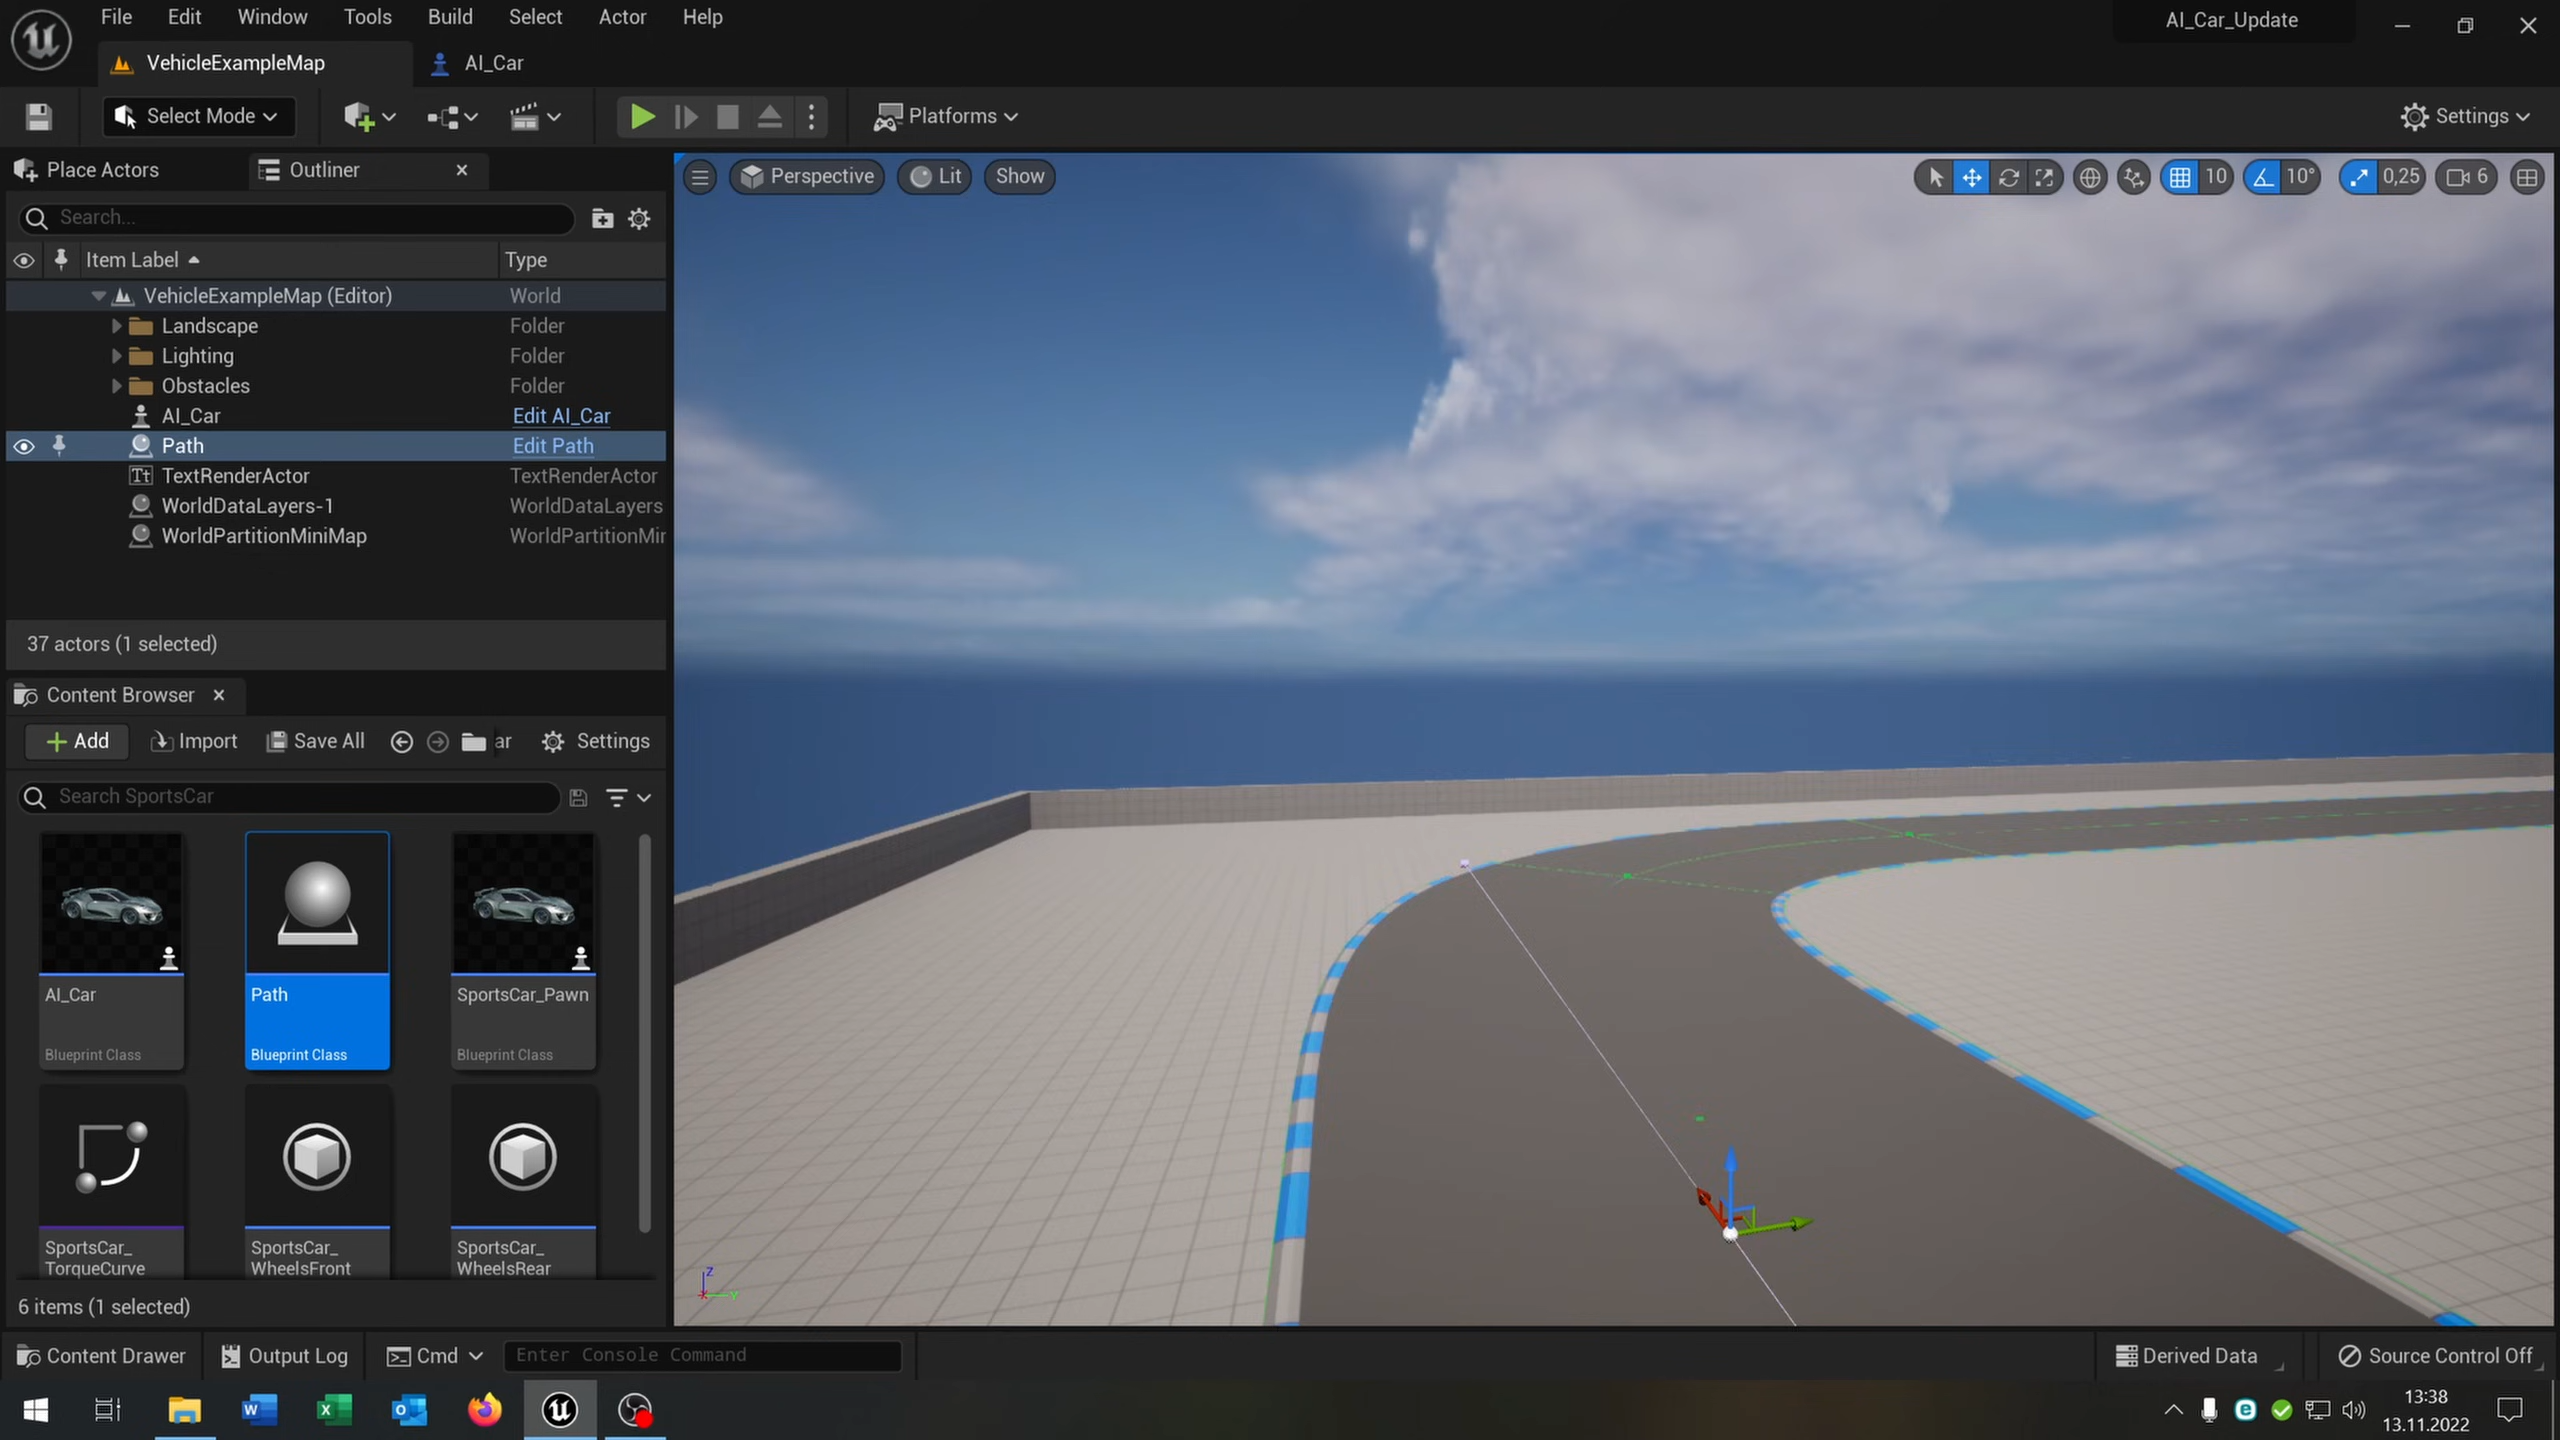 File Edit Window Tools Build Select Actor Help
AI_Car_Update
VehicleExampleMap
AI_Car
Select Mode
Platforms
Settings
Place Actors
Outliner
Perspective
Lit
Show
10
10°
0,25
6
Search...
Item Label
Type
VehicleExampleMap (Editor) World
Landscape Folder
Lighting Folder
Obstacles Folder
AI_Car Edit AI_Car
Path Edit Path
Tt TextRenderActor TextRenderActor
WorldDataLayers-1 WorldDataLayers
WorldPartitionMiniMap WorldPartitionMir
37 actors (1 selected)
Content Browser
Add
Import
Save All
ar
Settings
Search SportsCar
AI_Car
Blueprint Class
Path
Blueprint Class
SportsCar_Pawn
Blueprint Class
SportsCar_
TorqueCurve
SportsCar_
WheelsFront
SportsCar_
WheelsRear
Z
X
Y
6 items (1 selected)
Content Drawer
Output Log
Cmd
Enter Console Command
Derived Data
Source Control Off
13:38
13.11.2022